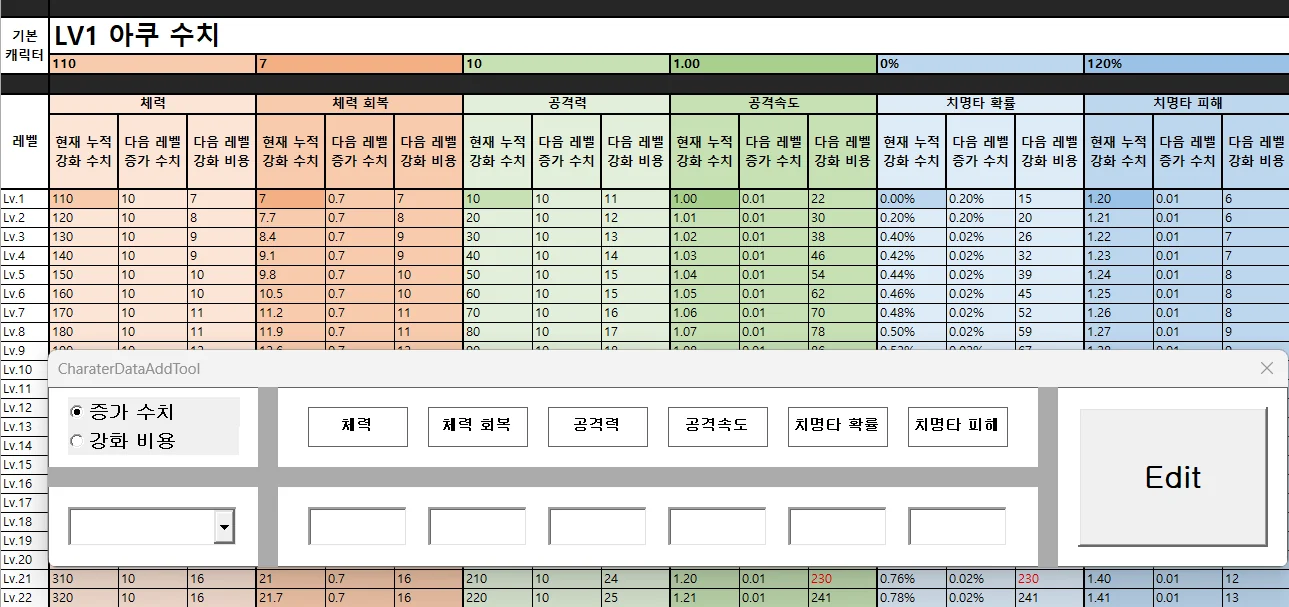 기본
캐릭터
LV1 아쿠 수치
110 7 10 1.00 0% 120%
레벨
체력 체력 회복 공격력 공격속도 치명타 확률 치명타 피해
현재 누적 다음 레벨 다음 레벨 현재 누적 다음 레벨 다음 레벨 현재 누적 다음 레벨 다음 레벨 현재 누적 다음 레벨 다음 레벨 현재 누적 다음 레벨 다음 레벨 현재 누적 다음 레벨 다음 레벨
강화 수치 증가 수치 강화 비용 강화 수치 증가 수치 강화 비용 강화 수치 증가 수치 강화 비용 강화 수치 증가 수치 강화 비용 강화 수치 증가 수치 강화 비용 강화 수치 증가 수치 강화 비용
Lv.1 110 10 7 7 0.7 7 10 10 11 1.00 0.01 22 0.00% 0.20% 15 1.20 0.01 6
Lv.2 120 10 8 7.7 0.7 8 20 10 12 1.01 0.01 30 0.20% 0.20% 20 1.21 0.01 6
Lv.3 130 10 9 8.4 0.7 9 30 10 13 1.02 0.01 38 0.40% 0.02% 26 1.22 0.01 7
Lv.4 140 10 9 9.1 0.7 9 40 10 14 1.03 0.01 46 0.42% 0.02% 32 1.23 0.01 7
Lv.5 150 10 10 9.8 0.7 10 50 10 15 1.04 0.01 54 0.44% 0.02% 39 1.24 0.01 8
Lv.6 160 10 10 10.5 0.7 10 60 10 15 1.05 0.01 62 0.46% 0.02% 45 1.25 0.01 8
Lv.7 170 10 11 11.2 0.7 11 70 10 16 1.06 0.01 70 0.48% 0.02% 52 1.26 0.01 8
Lv.8 180 10 11 11.9 0.7 11 80 10 17 1.07 0.01 78 0.50% 0.02% 59 1.27 0.01 9
Lv.9
Lv.10
Lv.11
Lv.12
Lv.13
Lv.14
Lv.15
Lv.16
Lv.17
Lv.18
Lv.19
Lv.20
CharaterDataAddTool
증가 수치
강화 비용
체력 체력 회복 공격력 공격속도 치명타 확률 치명타 피해
Edit
Lv.21 310 10 16 21 0.7 16 210 10 24 1.20 0.01 230 0.76% 0.02% 230 1.40 0.01 12
Lv.22 320 10 16 21.7 0.7 16 220 10 25 1.21 0.01 241 0.78% 0.02% 241 1.41 0.01 13